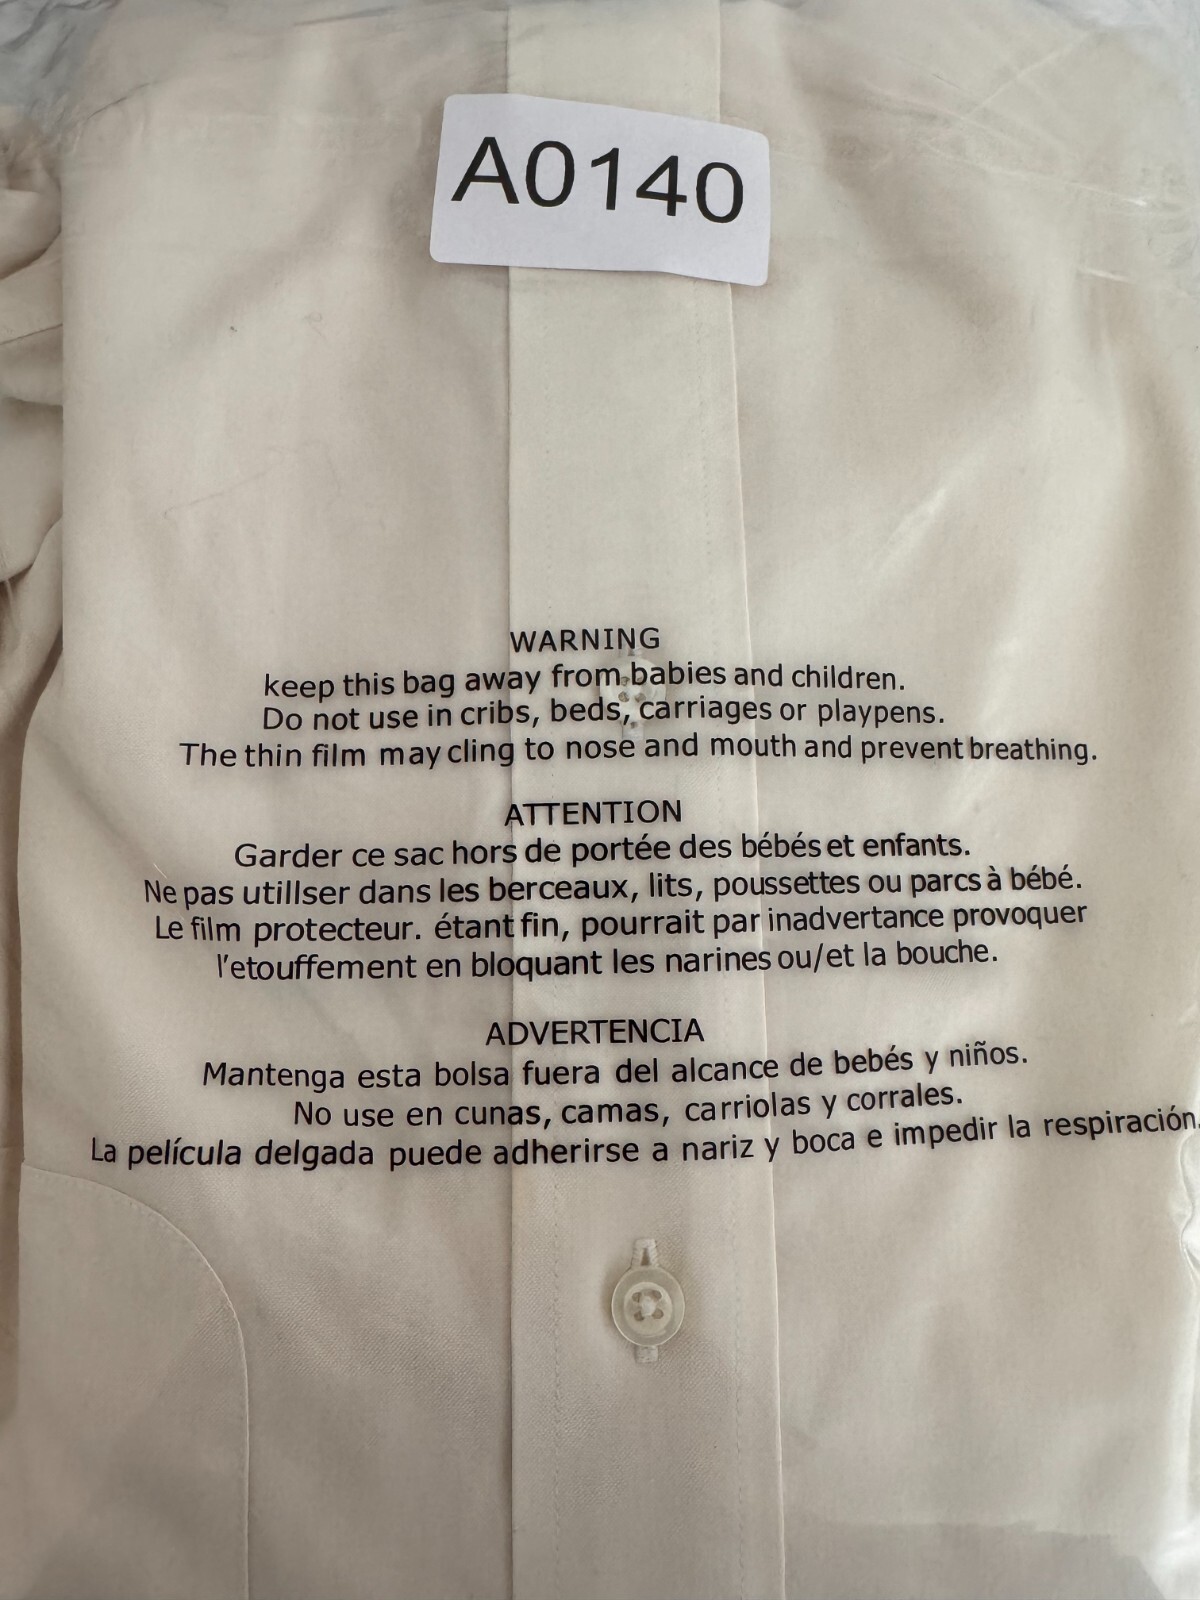 A0140
WARNING
keep this bag away from babies and children.
Do not use in cribs, beds, carriages or playpens.
The thin film may cling to nose and mouth and prevent breathing.
ATTENTION
Garder ce sac hors de portée des bébés et enfants.
Ne pas utillser dans les berceaux, lits, poussettes ou parcs à bébé.
Le film protecteur. étant fin, pourrait par inadvertance provoquer
l'etouffement en bloquant les narines ou/et la bouche.
ADVERTENCIA
Mantenga esta bolsa fuera del alcance de bebés y niños.
No use en cunas, camas, carriolas y corrales.
La película delgada puede adherirse a nariz y boca e impedir la respiración.